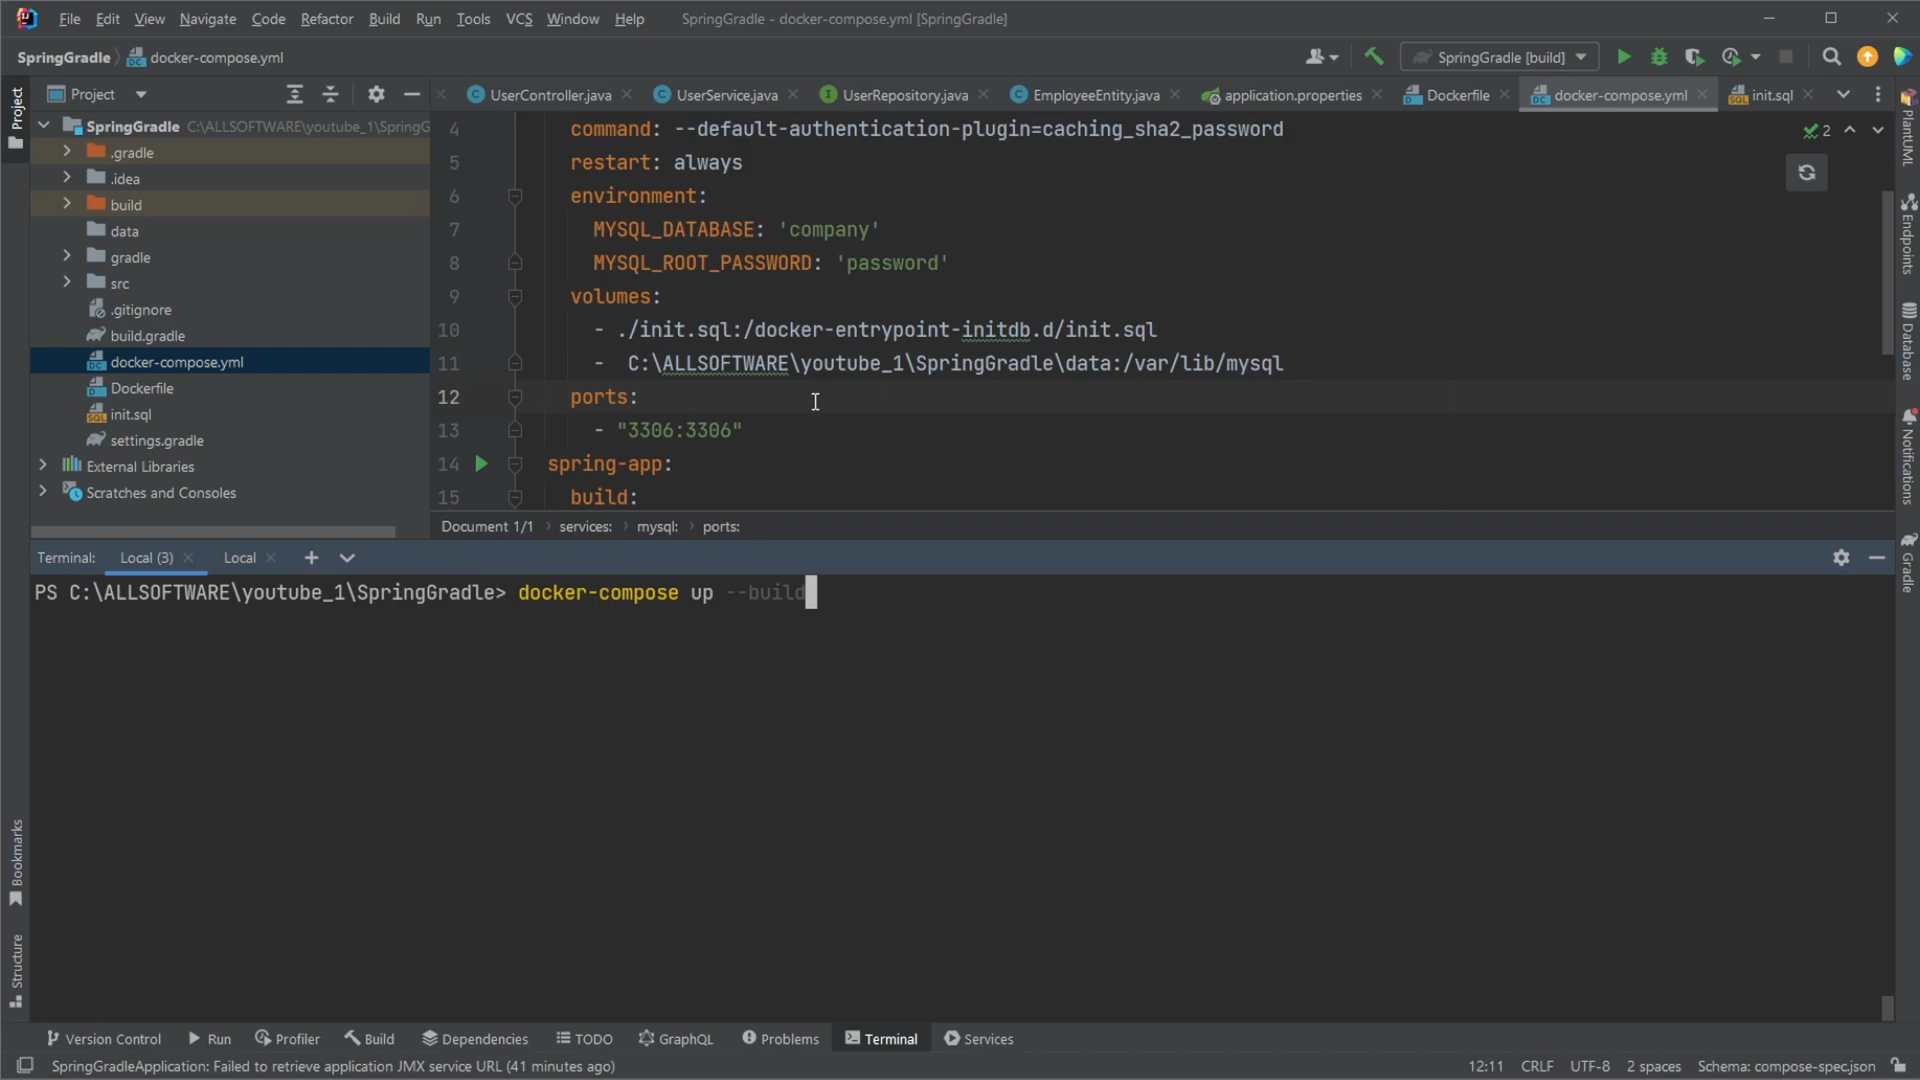 File Edit View Navigate Code Refactor Build Run Tools VCS Window Help SpringGradle - docker-compose.yml [SpringGradle]
SpringGradle docker-compose.yml SpringGradle [build]
Project
UserController.java UserService.java UserRepository.java EmployeeEntity.java application.properties Dockerfile docker-compose.yml init.sql
SpringGradle C:\ALLSOFTWARE\youtube_1\SpringG
.gradle
.idea
build
data
gradle
src
.gitignore
build.gradle
docker-compose.yml
Dockerfile
init.sql
settings.gradle
External Libraries
Scratches and Consoles
4 command: --default-authentication-plugin=caching_sha2_password
5 restart: always
6 environment:
7 MYSQL_DATABASE: 'company'
8 MYSQL_ROOT_PASSWORD: 'password'
9 volumes:
10 - ./init.sql:/docker-entrypoint-initdb.d/init.sql
11 - C:\ALLSOFTWARE\youtube_1\SpringGradle\data:/var/lib/mysql
12 ports:
13 - "3306:3306"
14 spring-app:
15 build:
2
Document 1/1 services: mysql: ports:
Terminal: Local (3) Local
PS C:\ALLSOFTWARE\youtube_1\SpringGradle> docker-compose up --build
Project
Bookmarks
Structure
PlantUML
Endpoints
Database
Notifications
Gradle
Version Control Run Profiler Build Dependencies TODO GraphQL Problems Terminal Services
SpringGradleApplication: Failed to retrieve application JMX service URL (41 minutes ago) 12:11 CRLF UTF-8 2 spaces Schema: compose-spec.json